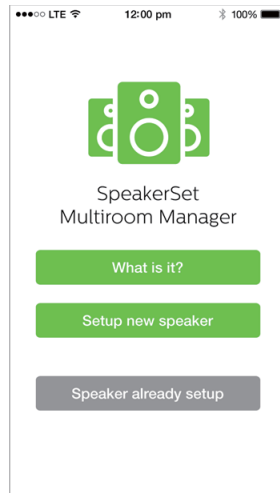 LTE 12:00 pm 100%
SpeakerSet
Multiroom Manager
What is it?
Setup new speaker
Speaker already setup